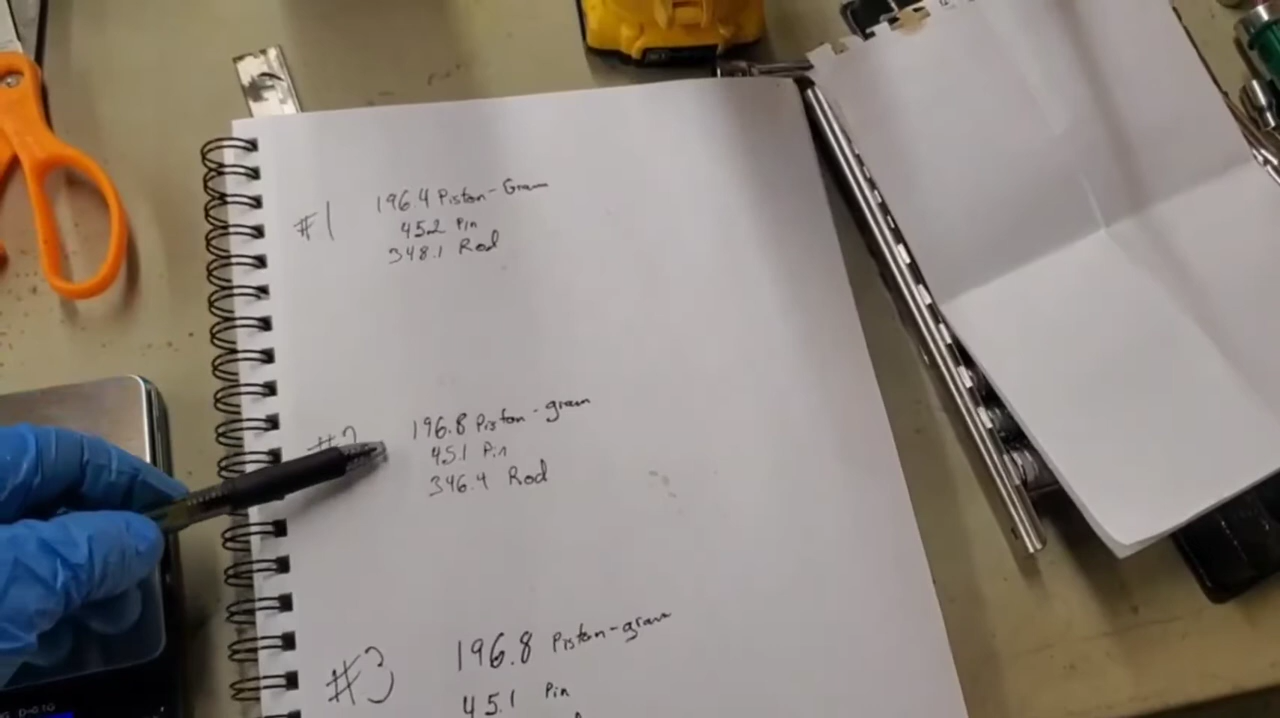 #1 196.4 Piston-Gram
45.2 Pin
348.1 Rod
#2 196.8 Piston-gram
45.1 Pin
346.4 Rod
#3 196.8 Piston-gram
45.1 Pin